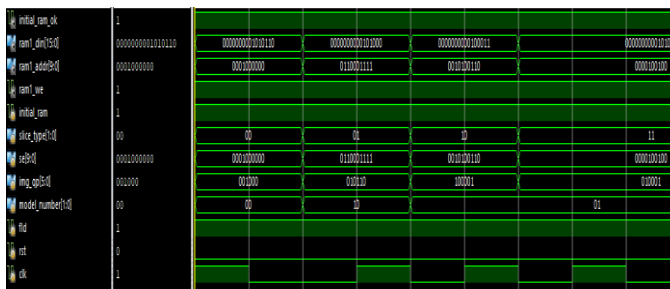 initial_ram_ok 1
ram1_din[15:0] 0000000001010110 0000000001010110 0000000000101000 0000000000100011 00000000001010
ram1_addr[9:0] 0001000000 0001000000 0110001111 0010100110 0000100100
ram1_we 1
initial_ram 1
slice_type[1:0] 00 00 01 10 11
se[9:0] 0001000000 0001000000 0110001111 0010100110 0000100100
img_qp[5:0] 001000 001000 010110 100001 010001
model_number[1:0] 00 00 10 01
fld 1
rst 0
clk 1